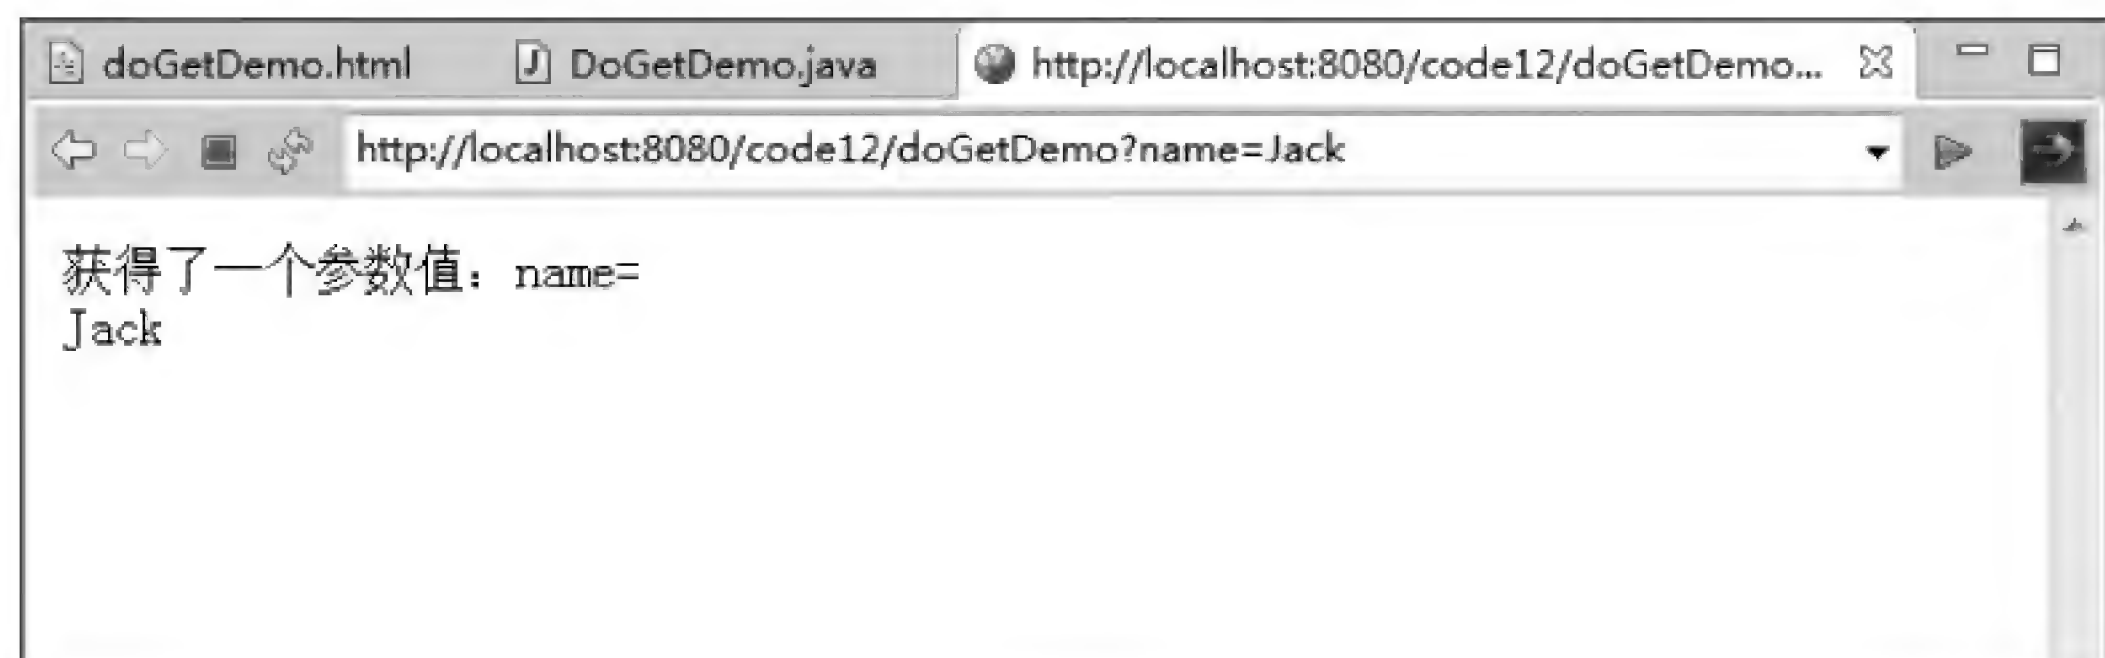 doGetDemo.html DoGetDemo.java http://localhost:8080/code12/doGetDemo...
http://localhost:8080/code12/doGetDemo?name=Jack
获得了一个参数值：name=
Jack